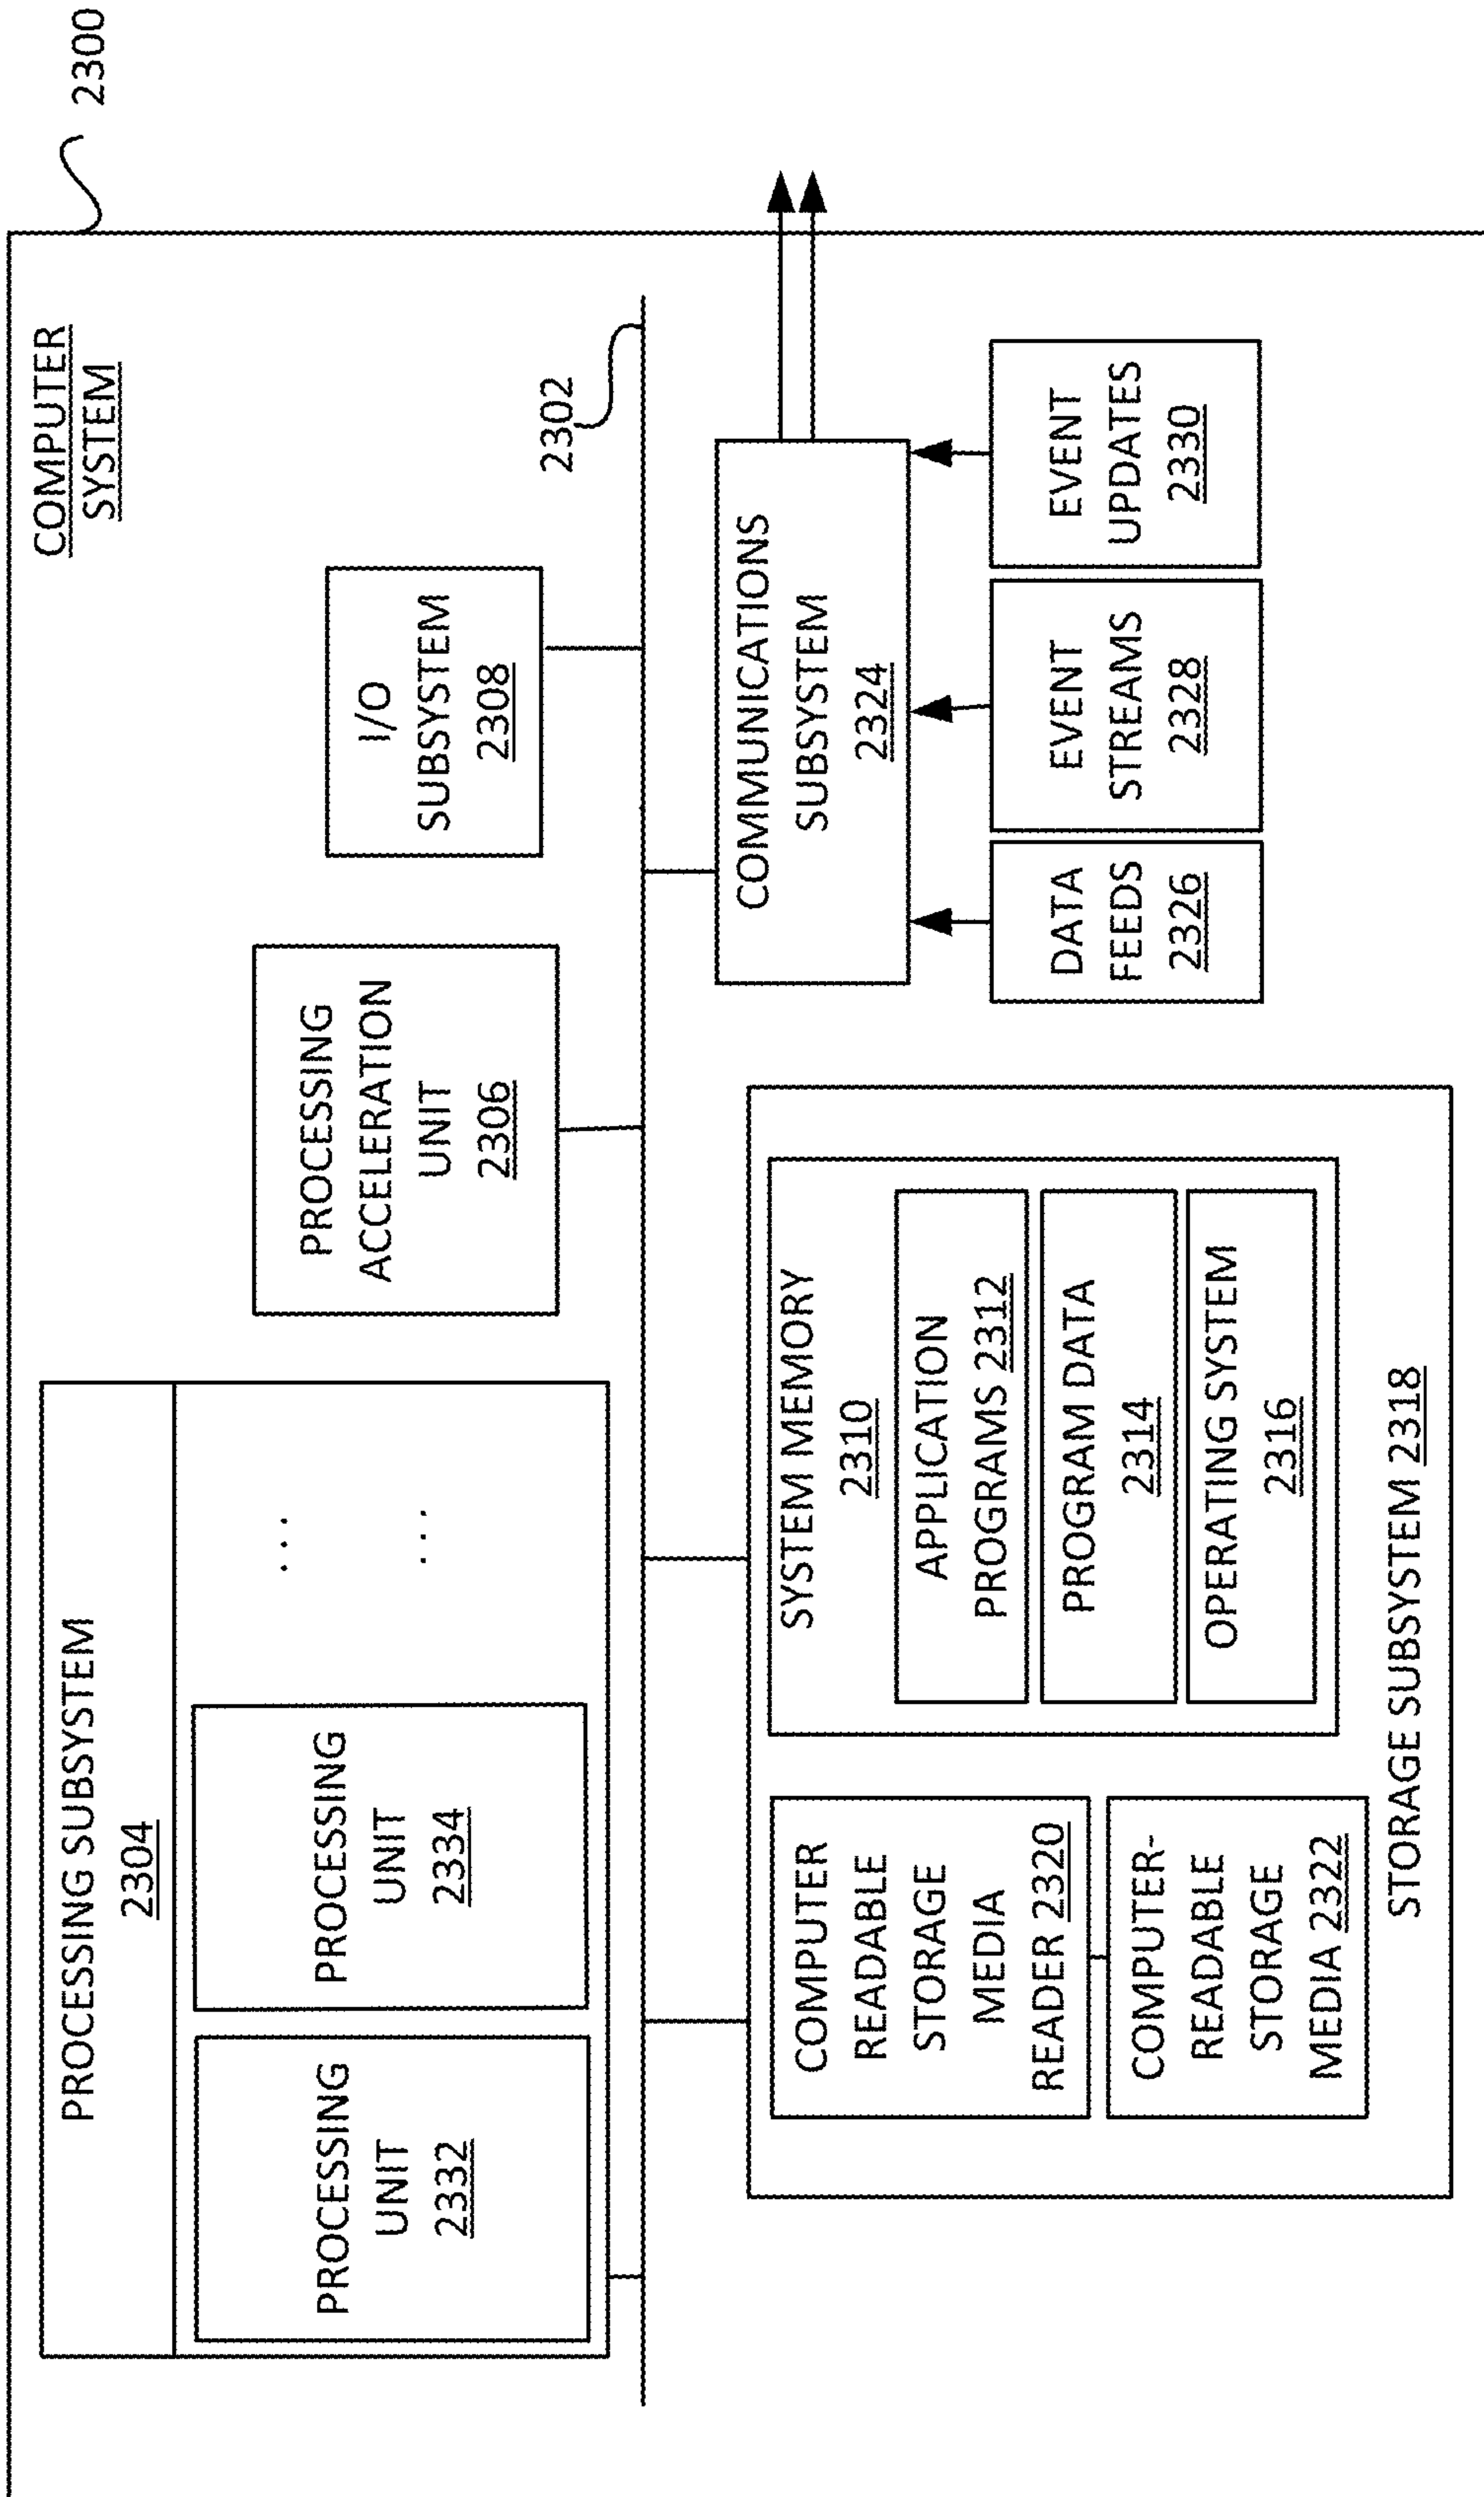 2300
COMPUTER
SYSTEM
PROCESSING SUBSYSTEM
2304
PROCESSING
UNIT
2332
PROCESSING
UNIT
2334
. . .
. . .
PROCESSING
ACCELERATION
UNIT
2306
I/O
SUBSYSTEM
2308
2302
COMPUTER
READABLE
STORAGE
MEDIA
READER 2320
COMPUTER-
READABLE
STORAGE
MEDIA 2322
SYSTEM MEMORY
2310
APPLICATION
PROGRAMS 2312
PROGRAM DATA
2314
OPERATING SYSTEM
2316
STORAGE SUBSYSTEM 2318
COMMUNICATIONS
SUBSYSTEM
2324
DATA
FEEDS
2326
EVENT
STREAMS
2328
EVENT
UPDATES
2330